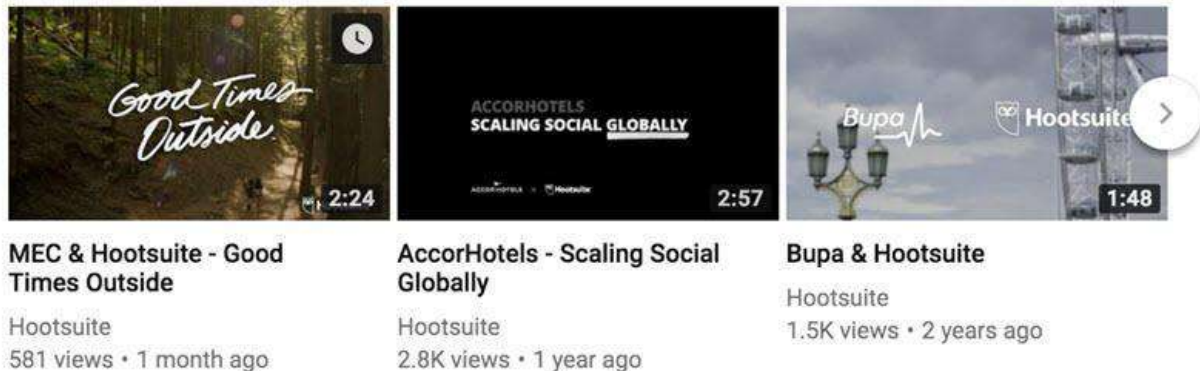 Good Times
Outside
2:24
MEC & Hootsuite - Good
Times Outside
Hootsuite
581 views • 1 month ago
ACCORHOTELS
SCALING SOCIAL GLOBALLY
ACCORHOTELS x Hootsuite
2:57
AccorHotels - Scaling Social
Globally
Hootsuite
2.8K views • 1 year ago
Bupa
Hootsuite
1:48
Bupa & Hootsuite
Hootsuite
1.5K views • 2 years ago